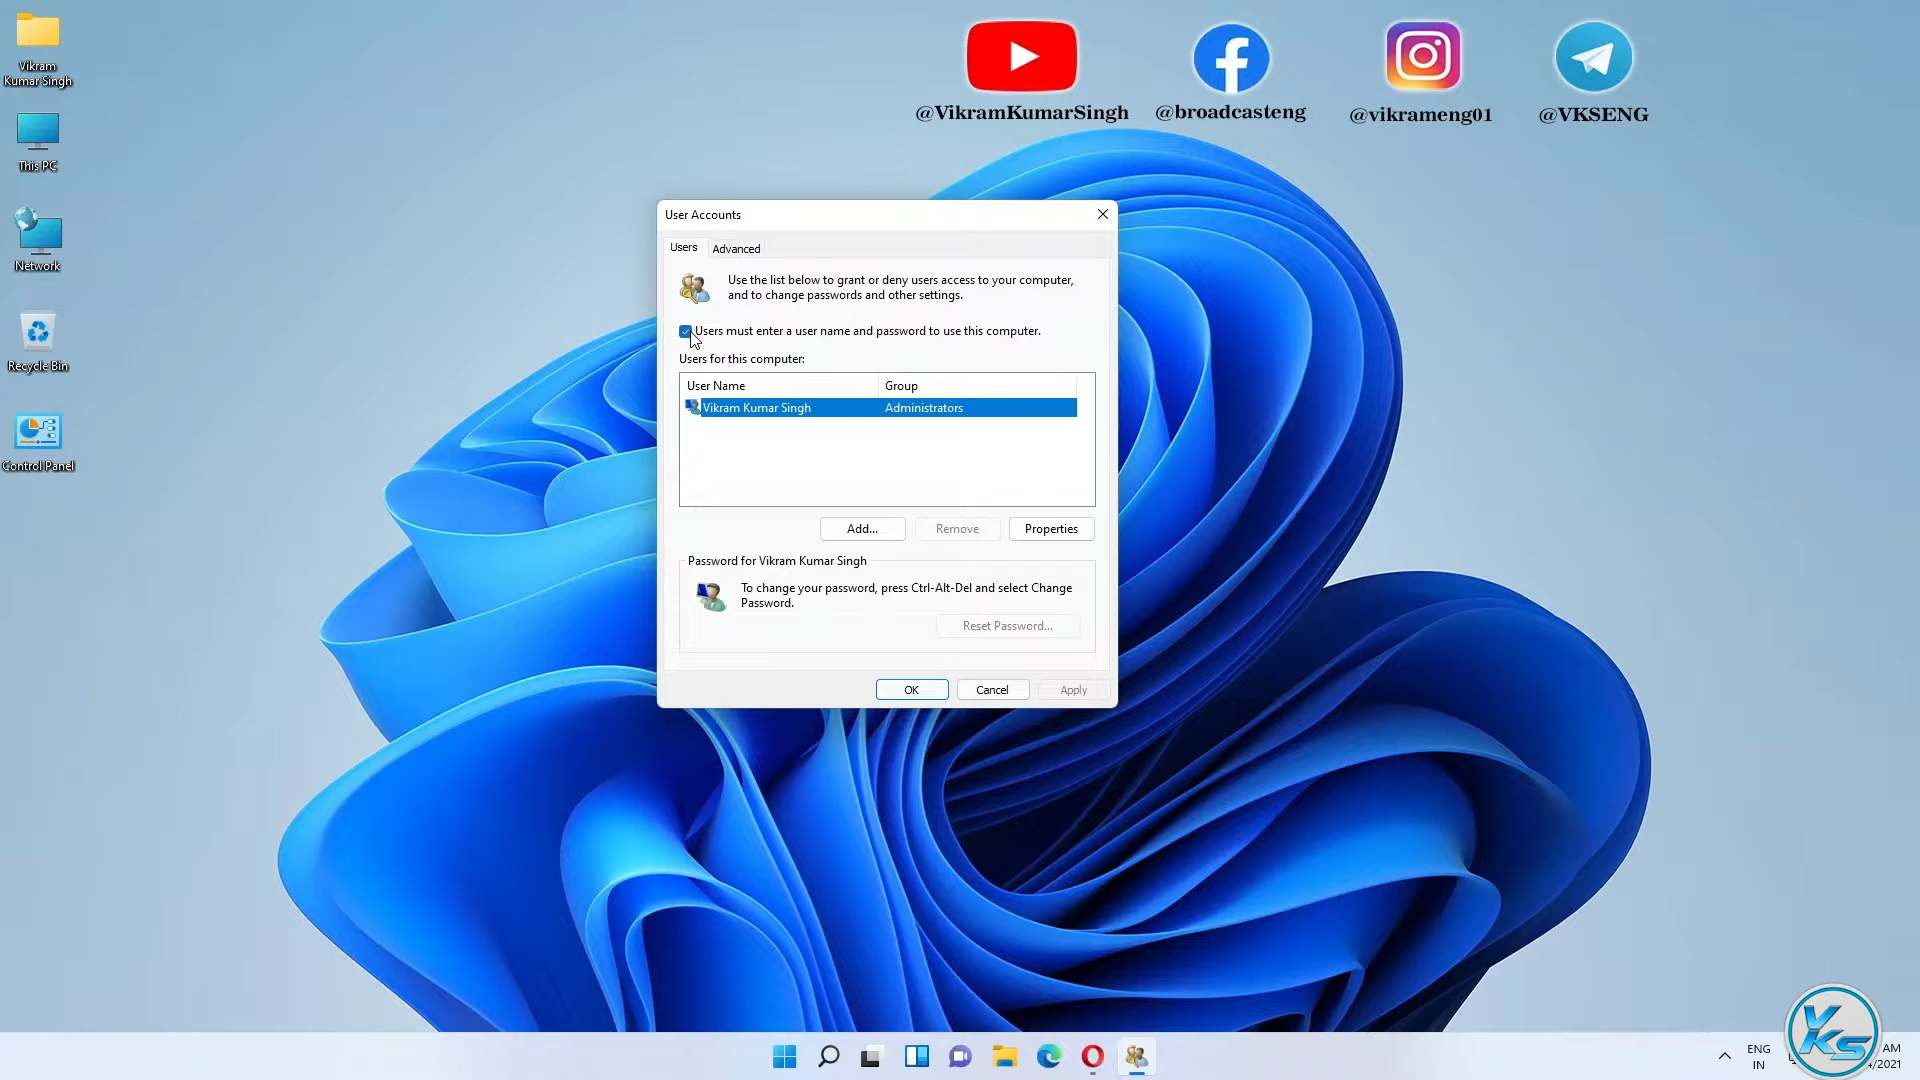 Vikram
Kumar Singh
This PC
Network
Recycle Bin
Control Panel
@VikramKumarSingh
@broadcasteng
@vikrameng01
@VKSENG
User Accounts
Users
Advanced
Use the list below to grant or deny users access to your computer,
and to change passwords and other settings.
Users must enter a user name and password to use this computer.
Users for this computer:
User Name
Group
Vikram Kumar Singh
Administrators
Add...
Remove
Properties
Password for Vikram Kumar Singh
To change your password, press Ctrl-Alt-Del and select Change
Password.
Reset Password...
OK
Cancel
Apply
ENG
IN
AM
/2021
VKS